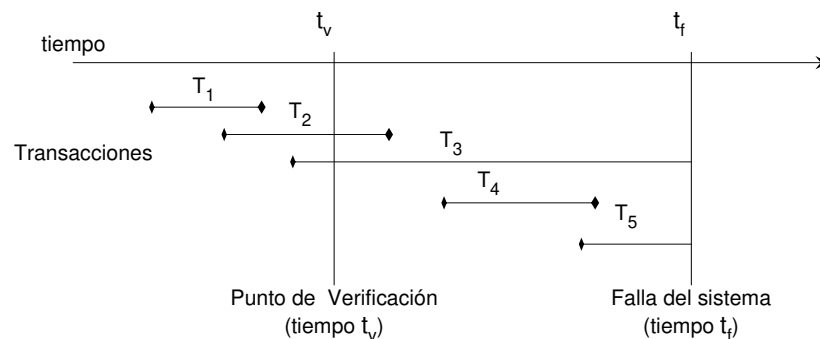 t_v
t_f
tiempo
T_1
T_2
T_3
Transacciones
T_4
T_5
Punto de Verificación
(tiempo t_v)
Falla del sistema
(tiempo t_f)